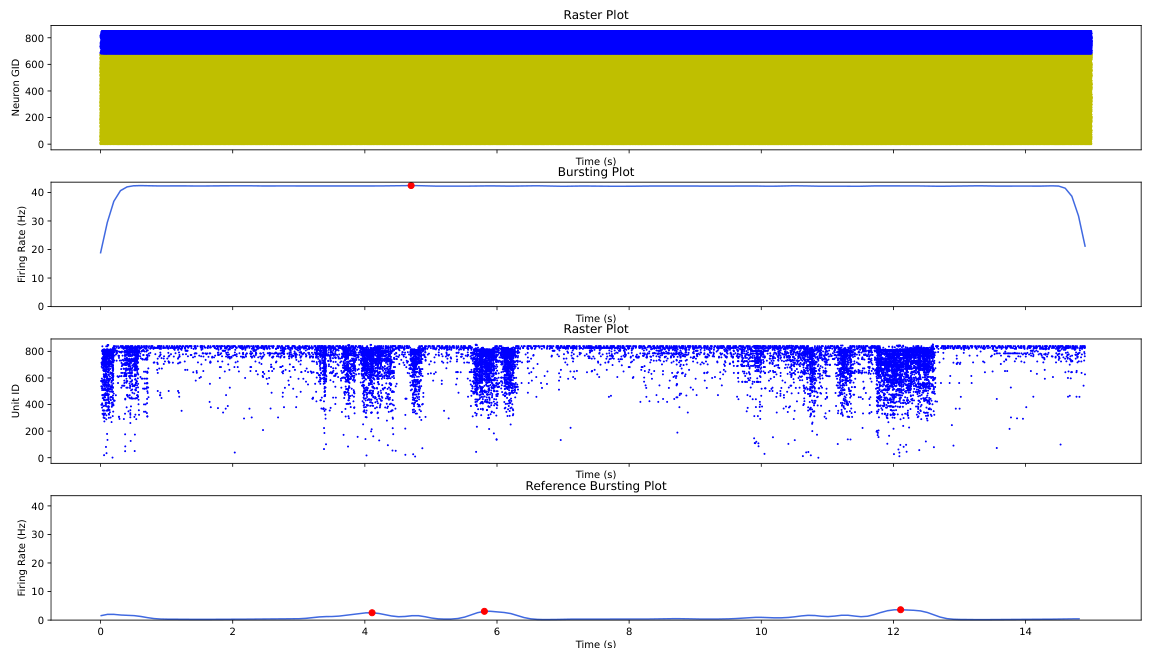 Raster Plot
800
600
400
200
0
Neuron GID
Time (s)
Bursting Plot
40
30
20
10
0
Firing Rate (Hz)
Time (s)
Raster Plot
800
600
400
200
0
Unit ID
Time (s)
Reference Bursting Plot
40
30
20
10
0
Firing Rate (Hz)
0 2 4 6 8 10 12 14
Time (s)